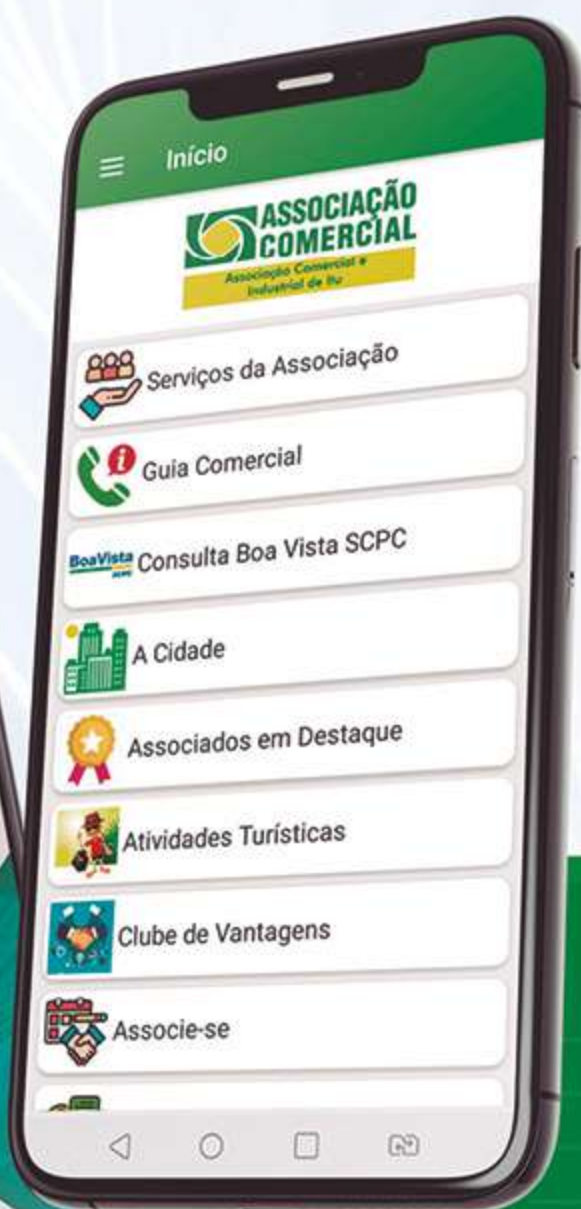 Início
ASSOCIAÇÃO
COMERCIAL
Associação Comercial e
Industrial de Itu
Serviços da Associação
i
Guia Comercial
BoaVista
SCPC
Consulta Boa Vista SCPC
A Cidade
Associados em Destaque
Atividades Turísticas
Clube de Vantagens
Associe-se